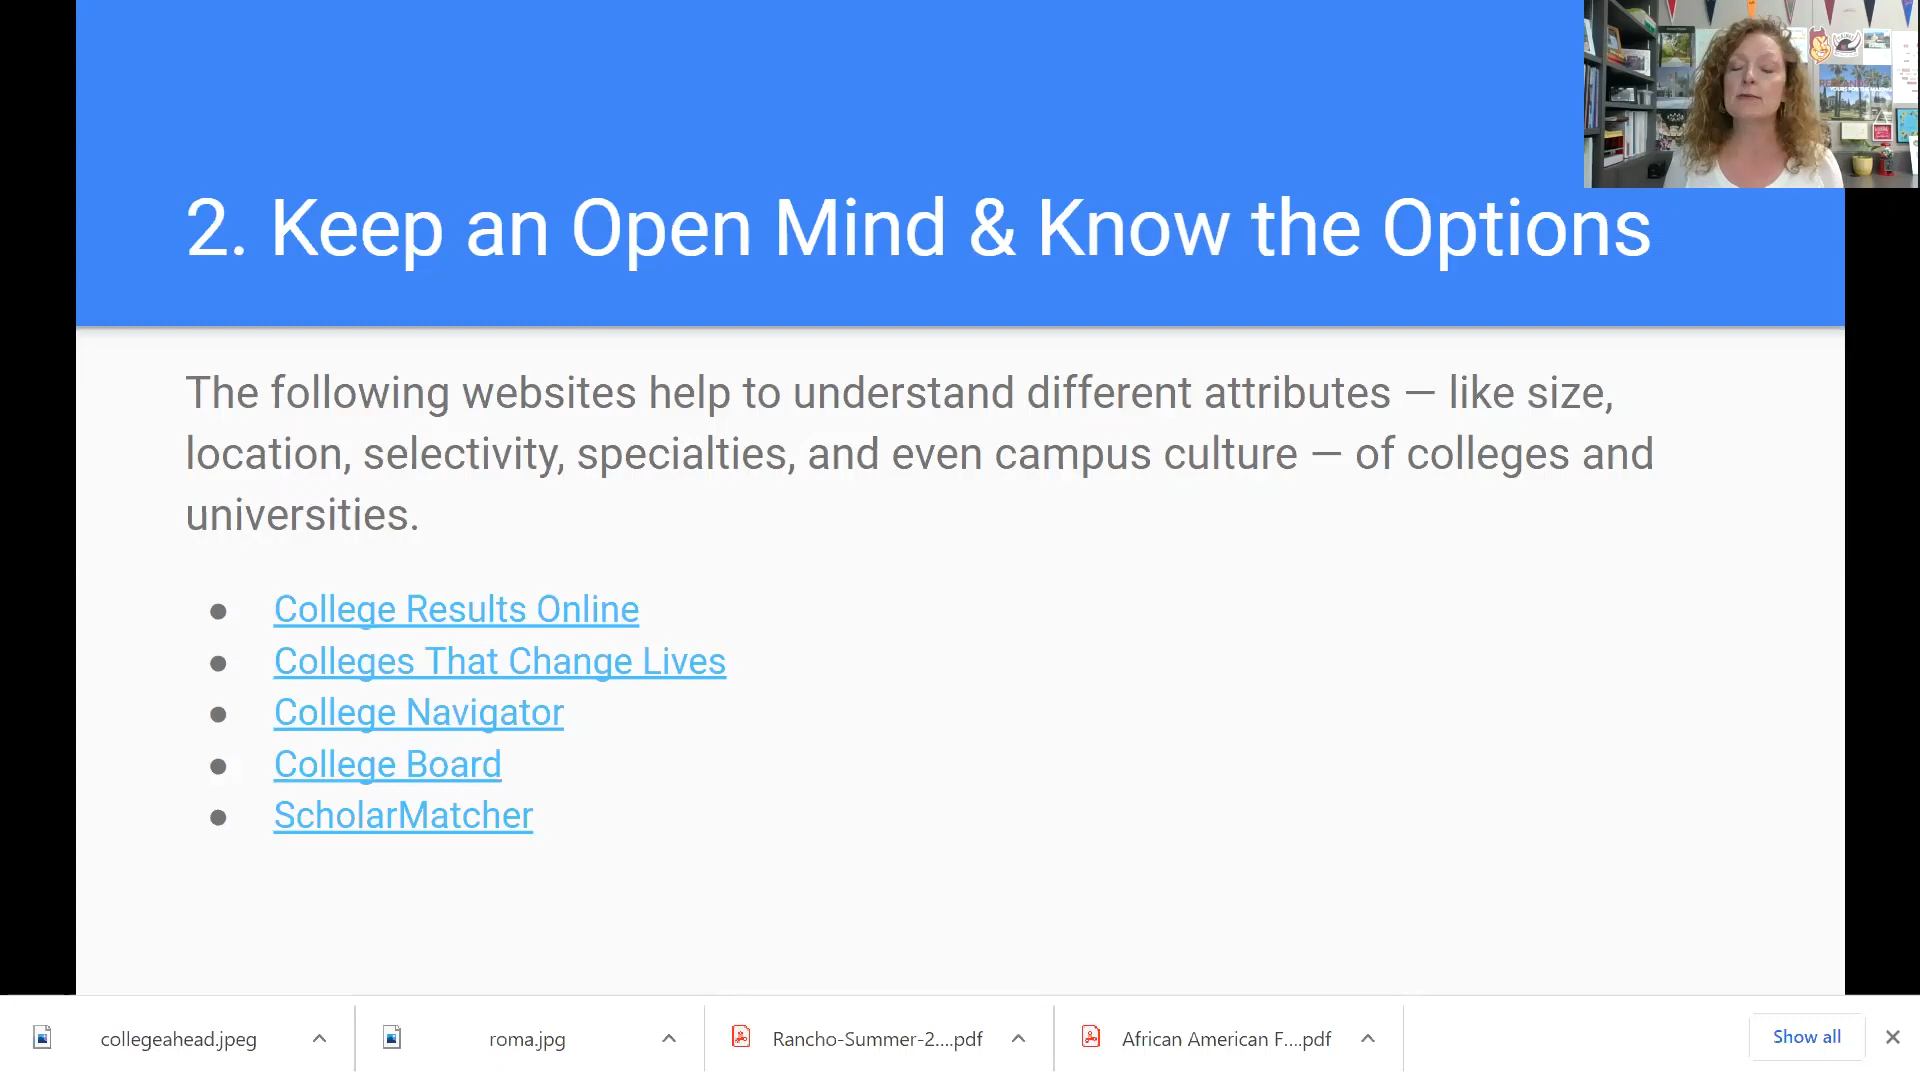 2. Keep an Open Mind & Know the Options
The following websites help to understand different attributes — like size,
location, selectivity, specialties, and even campus culture — of colleges and
universities.
● College Results Online
● Colleges That Change Lives
● College Navigator
● College Board
● ScholarMatcher
collegeahead.jpeg
roma.jpg
Rancho-Summer-2....pdf
African American F....pdf
Show all